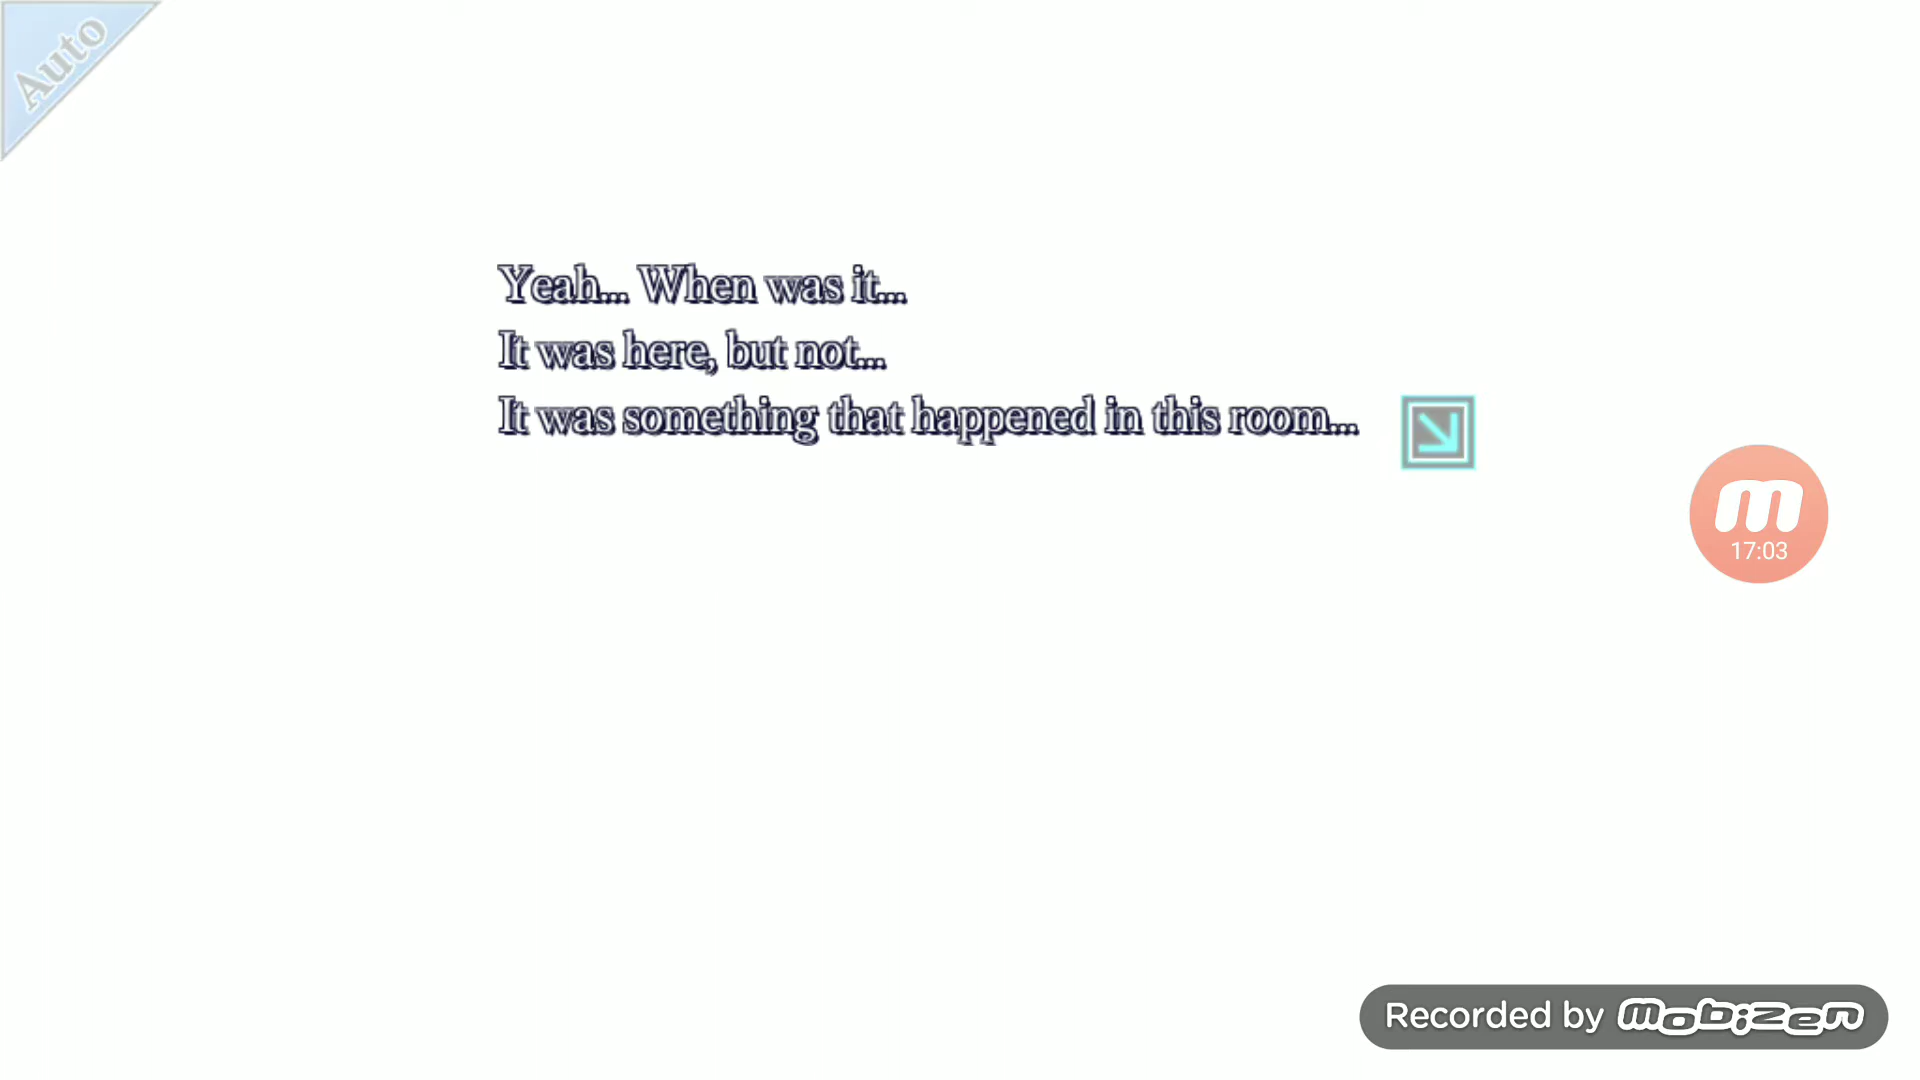 Auto
Yeah... When was it...
It was here, but not...
It was something that happened in this room...
m
17:03
Recorded by mobizen